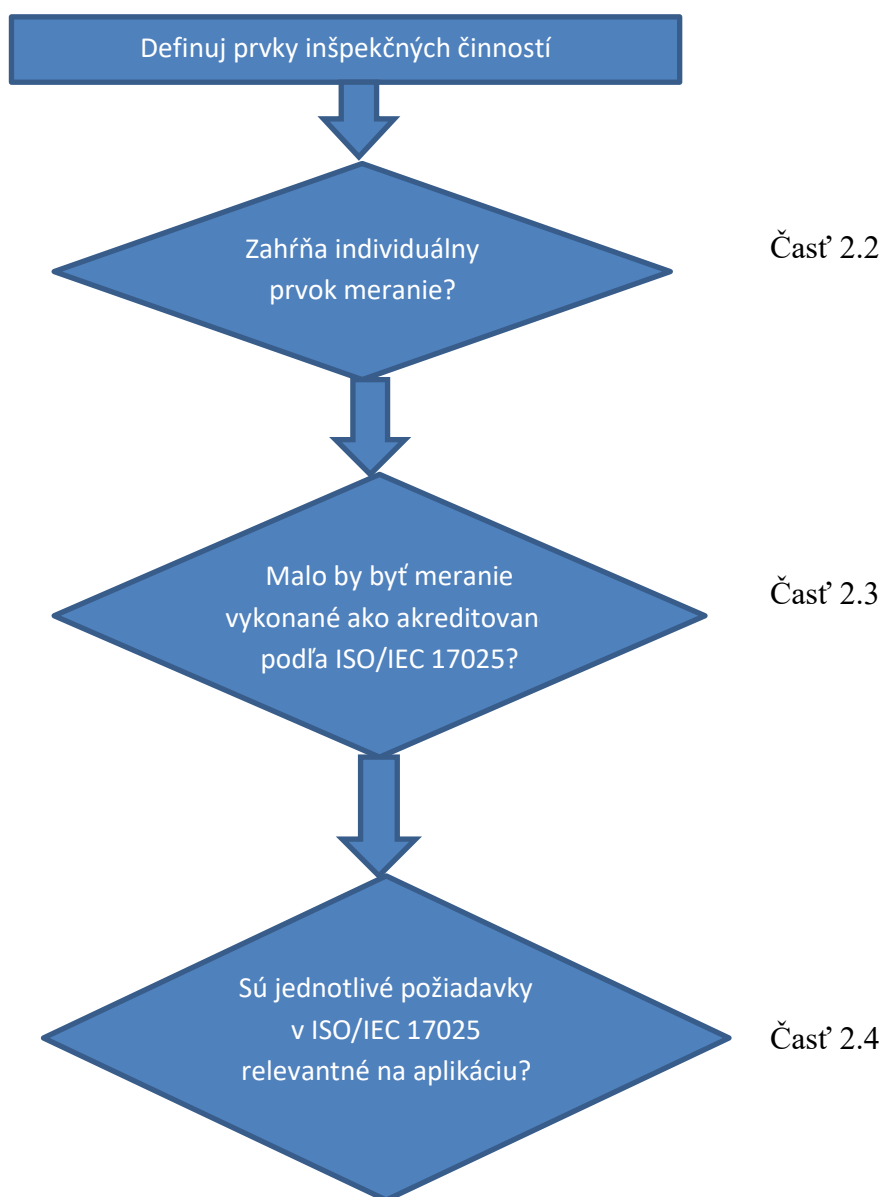 Definuj prvky inšpekčných činností
Zahŕňa individuálny
prvok meranie?
Časť 2.2
Malo by byť meranie
vykonané ako akreditovan
podľa ISO/IEC 17025?
Časť 2.3
Sú jednotlivé požiadavky
v ISO/IEC 17025
relevantné na aplikáciu?
Časť 2.4